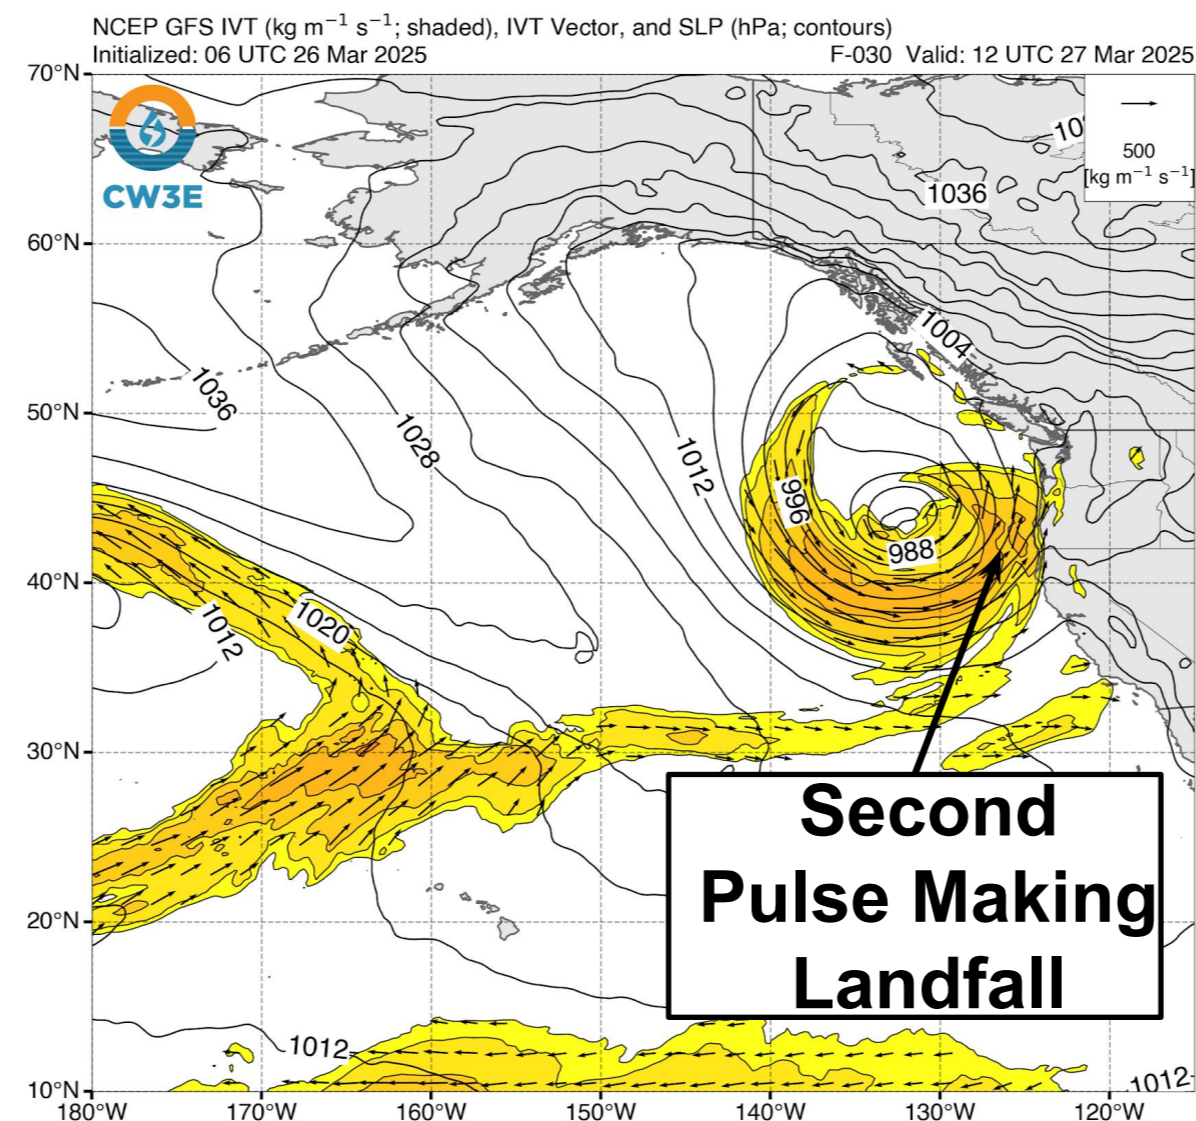 NCEP GFS IVT (kg m⁻¹ s⁻¹; shaded), IVT Vector, and SLP (hPa; contours)
Initialized: 06 UTC 26 Mar 2025
F-030 Valid: 12 UTC 27 Mar 2025
70°N
CW3E
10
500
[kg m⁻¹ s⁻¹]
1036
60°N
1004
1036
50°N
1028
1012
996
988
40°N
1012
1020
30°N
Second
Pulse Making
Landfall
20°N
1012
1012
10°N
180°W
170°W
160°W
150°W
140°W
130°W
120°W